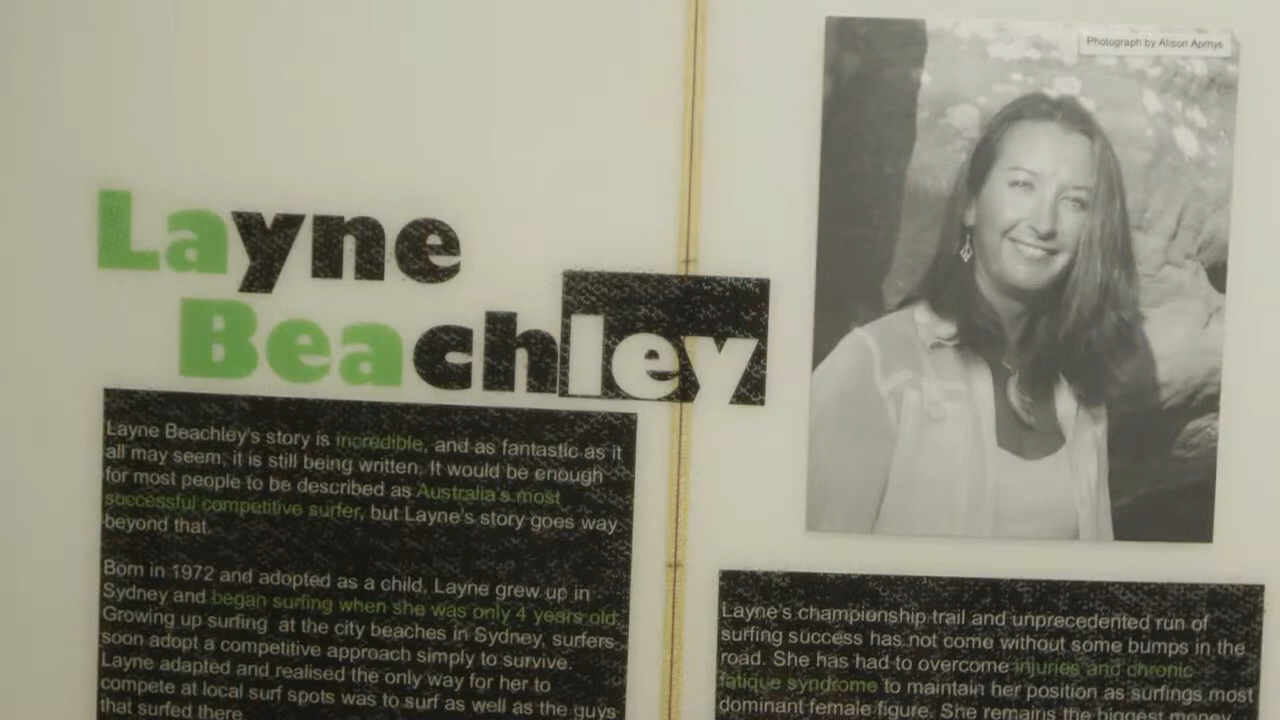 Photograph by Alison Aprhys
Layne
Beachley
Layne Beachley's story is incredible, and as fantastic as it
all may seem, it is still being written. It would be enough
for most people to be described as Australia's most
successful competitive surfer, but Layne's story goes way
beyond that.
Born in 1972 and adopted as a child, Layne grew up in
Sydney and began surfing when she was only 4 years old.
Growing up surfing at the city beaches in Sydney, surfers
soon adopt a competitive approach simply to survive.
Layne adapted and realised the only way for her to
compete at local surf spots was to surf as well as the guys
that surfed there.
Layne's championship trail and unprecedented run of
surfing success has not come without some bumps in the
road. She has had to overcome injuries and chronic
fatique syndrome to maintain her position as surfings most
dominant female figure. She remains the biggest